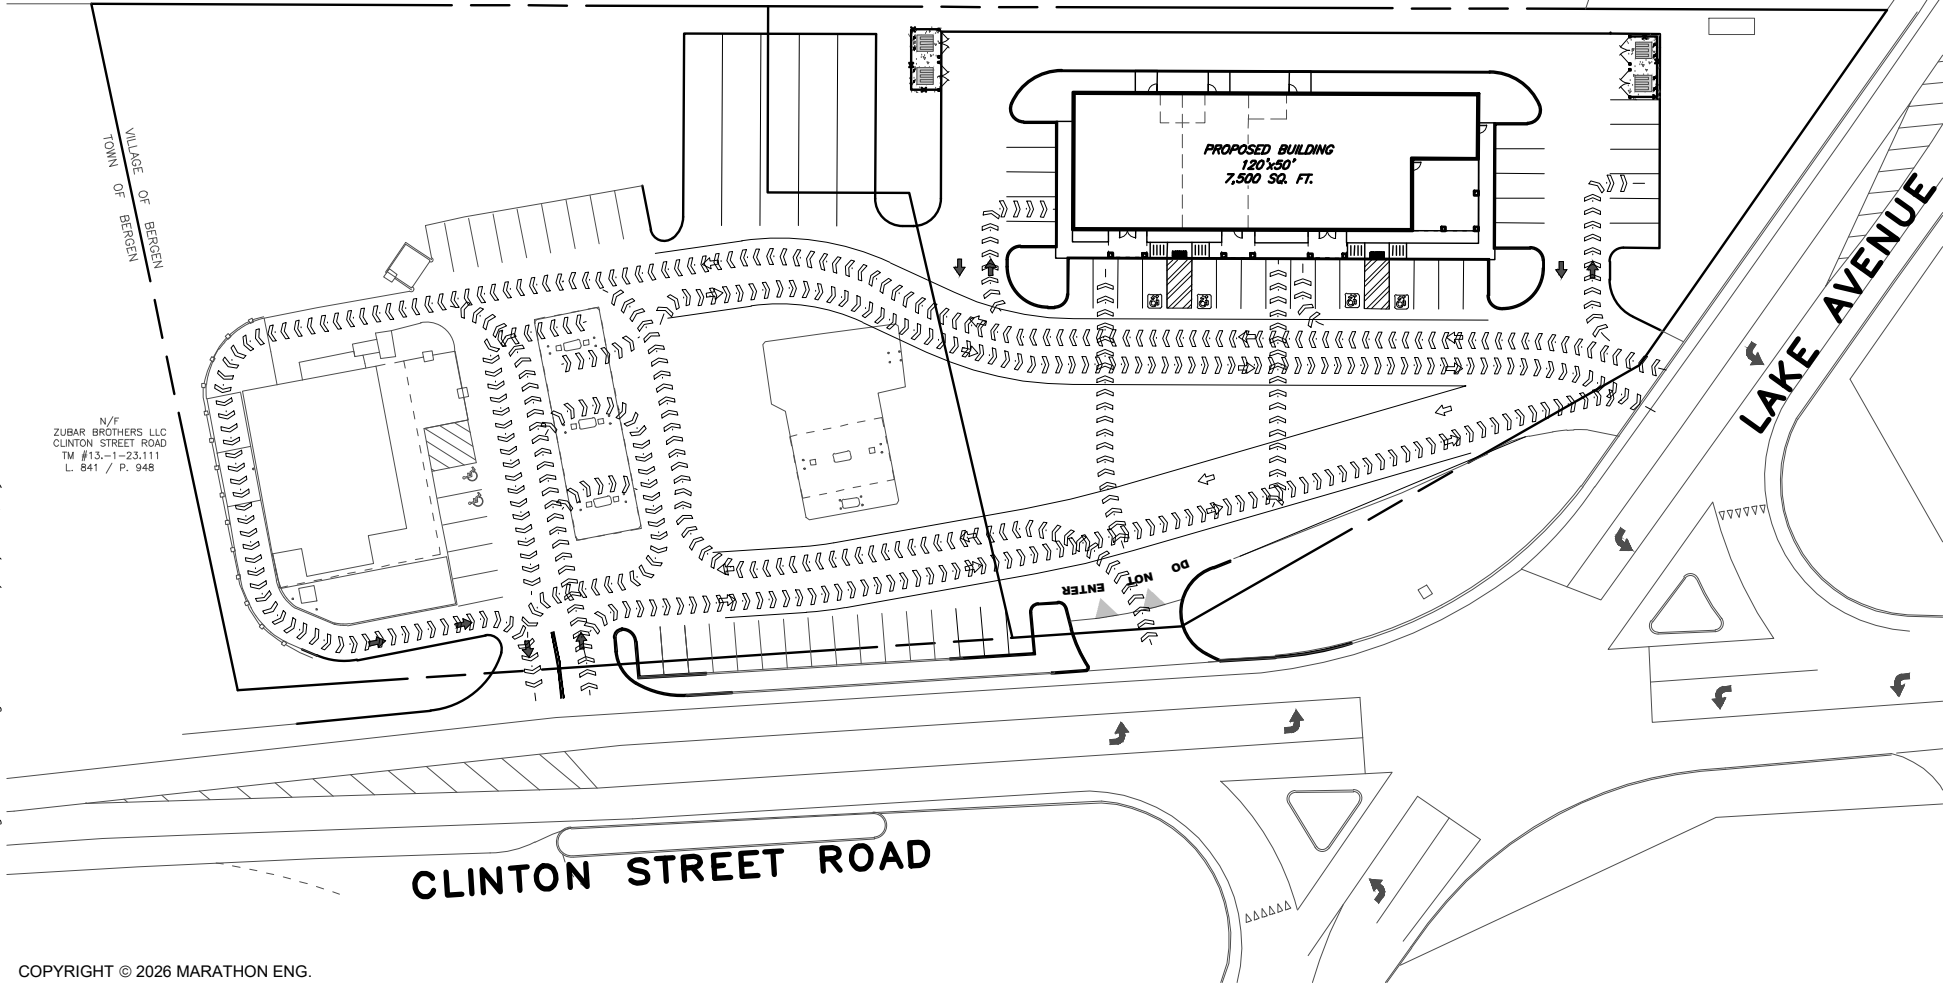 VILLAGE OF BERGEN
TOWN OF BERGEN
PROPOSED BUILDING
120'x50'
7,500 SQ. FT.
LAKE AVENUE
N/F
ZUBAR BROTHERS LLC
CLINTON STREET ROAD
TM #13.-1-23.111
L. 841 / P. 948
DO NOT ENTER
CLINTON STREET ROAD
COPYRIGHT © 2026 MARATHON ENG.